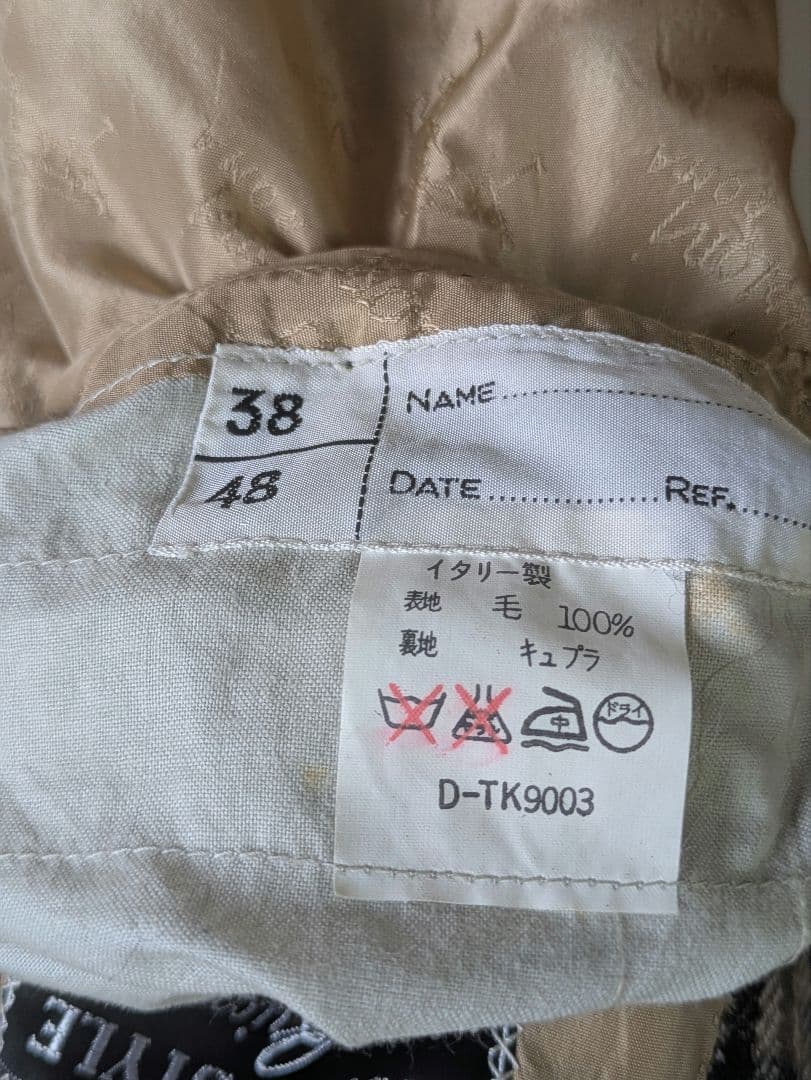 38
NAME
48
DATE REF.
イタリー製
表地 毛 100%
裏地 キュプラ
中 ドライ
D-TK9003
STYLE